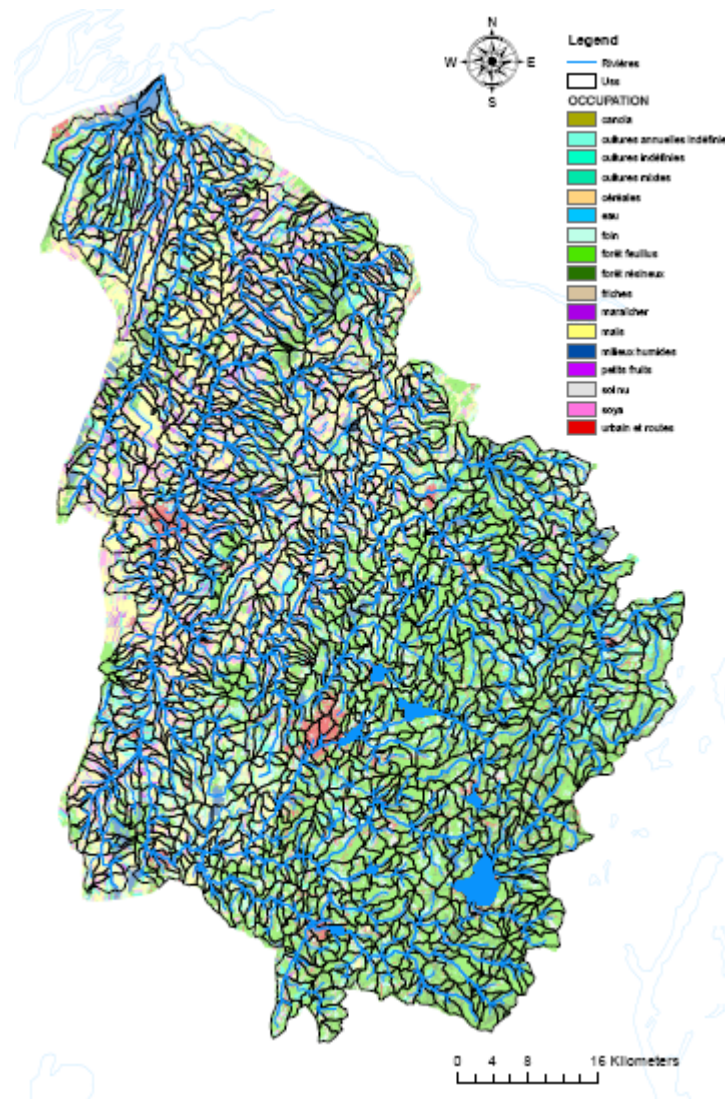 N
W E
S
Legend
Rivières
Uss
OCCUPATION
canola
cultures annuelles indéfinie
cultures indéfinies
cultures mixtes
céréales
eau
foin
forêt feuillus
forêt résineux
friches
maraîcher
maïs
milieux humides
petits fruits
sol nu
soya
urbain et routes
0 4 8 16 Kilometers